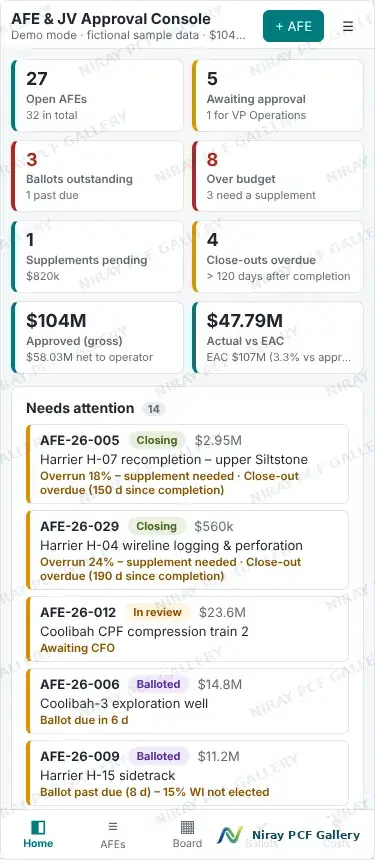 AFE & JV Approval Console
Demo mode · fictional sample data · $104...
+ AFE
27
Open AFEs
32 in total
5
Awaiting approval
1 for VP Operations
3
Ballots outstanding
1 past due
8
Over budget
3 need a supplement
1
Supplements pending
$820k
4
Close-outs overdue
> 120 days after completion
$104M
Approved (gross)
$58.03M net to operator
$47.79M
Actual vs EAC
EAC $107M (3.3% vs appr...
Needs attention 14
AFE-26-005 Closing $2.95M
Harrier H-07 recompletion – upper Siltstone
Overrun 18% – supplement needed · Close-out
overdue (150 d since completion)
AFE-26-029 Closing $560k
Harrier H-04 wireline logging & perforation
Overrun 24% – supplement needed · Close-out
overdue (190 d since completion)
AFE-26-012 In review $23.6M
Coolibah CPF compression train 2
Awaiting CFO
AFE-26-006 Balloted $14.8M
Coolibah-3 exploration well
Ballot due in 6 d
AFE-26-009 Balloted $11.2M
Harrier H-15 sidetrack
Ballot past due (8 d) – 15% WI not elected
Home
AFEs
Board
Ballots
Costs
Niray PCF Gallery
NIRAY PCF GALLERY